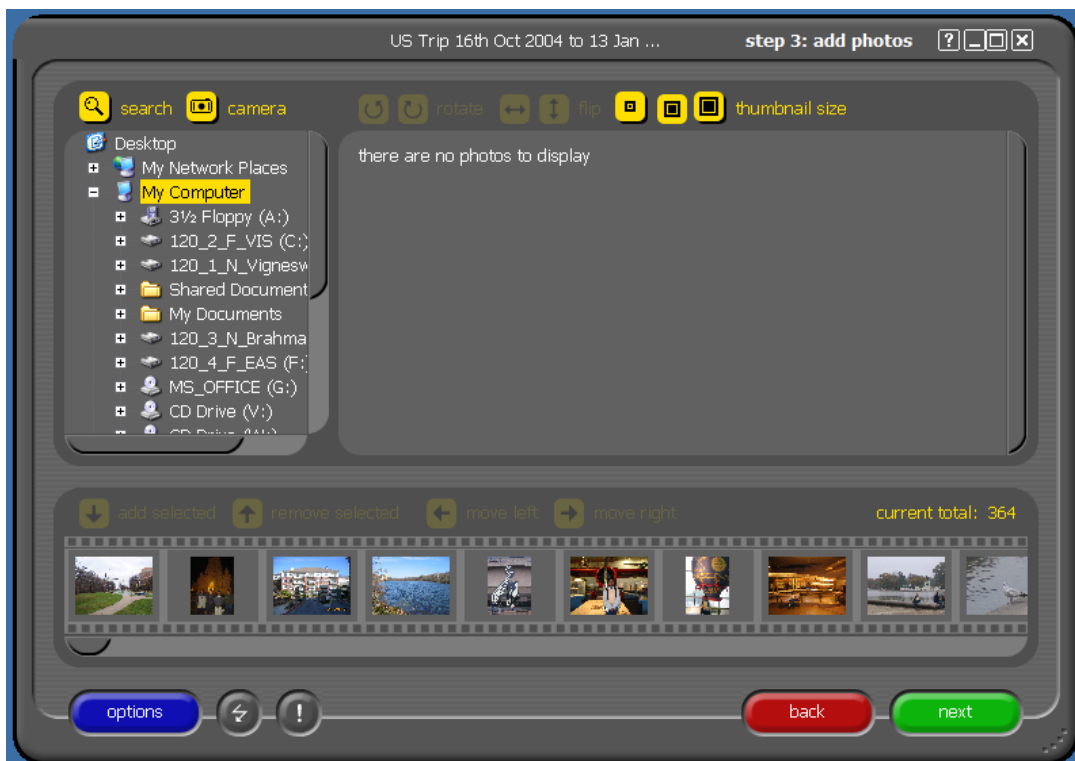 US Trip 16th Oct 2004 to 13 Jan ... step 3: add photos ?
search camera rotate flip thumbnail size
Desktop
My Network Places
My Computer
3½ Floppy (A:)
120_2_F_VIS (C:)
120_1_N_Vignesw
Shared Document
My Documents
120_3_N_Brahma
120_4_F_EAS (F:
MS_OFFICE (G:)
CD Drive (V:)
there are no photos to display
add selected remove selected move left move right current total: 364
options ! back next